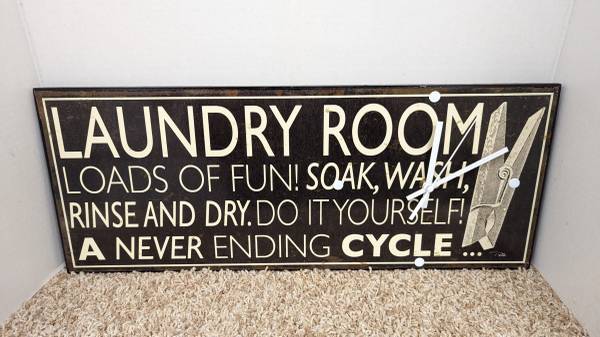 LAUNDRY ROOM
LOADS OF FUN! SOAK, WASH,
RINSE AND DRY. DO IT YOURSELF!
A NEVER ENDING CYCLE ...